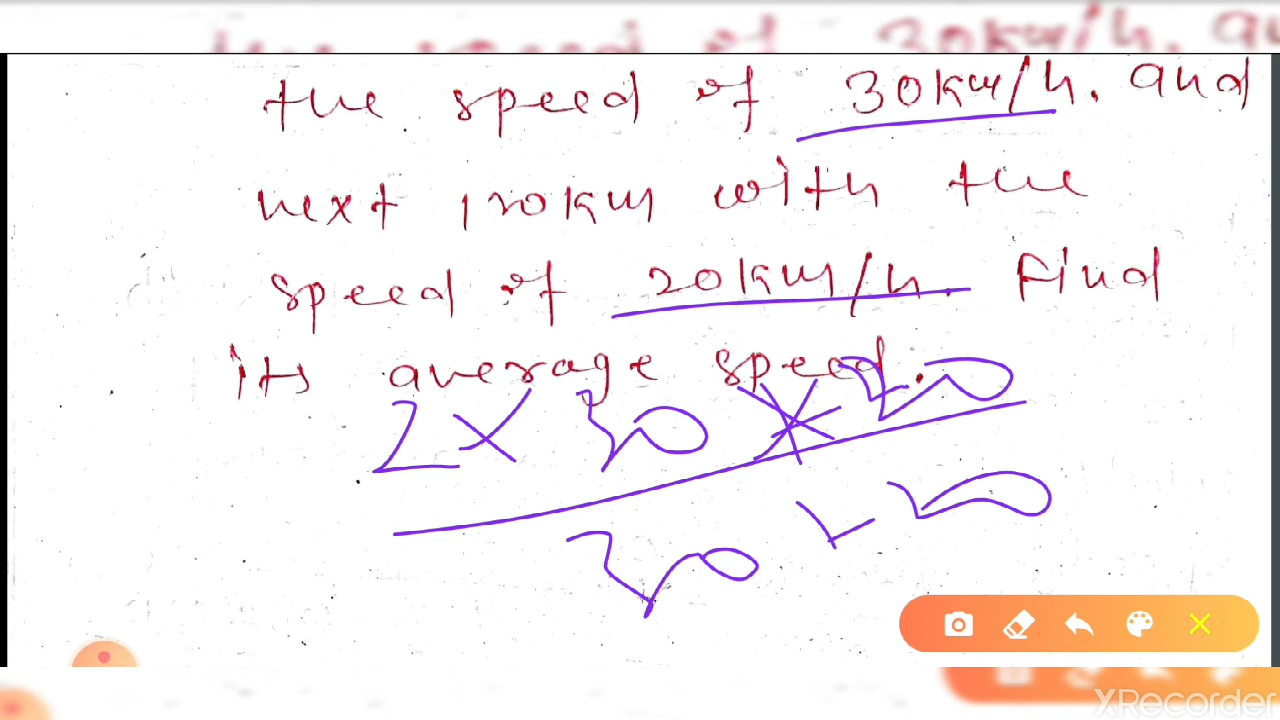 the speed of 30km/h. and
next 120km with the
speed of 20km/h. Find
its average speed.
2 × 30 × 20
30 + 20
XRecorder